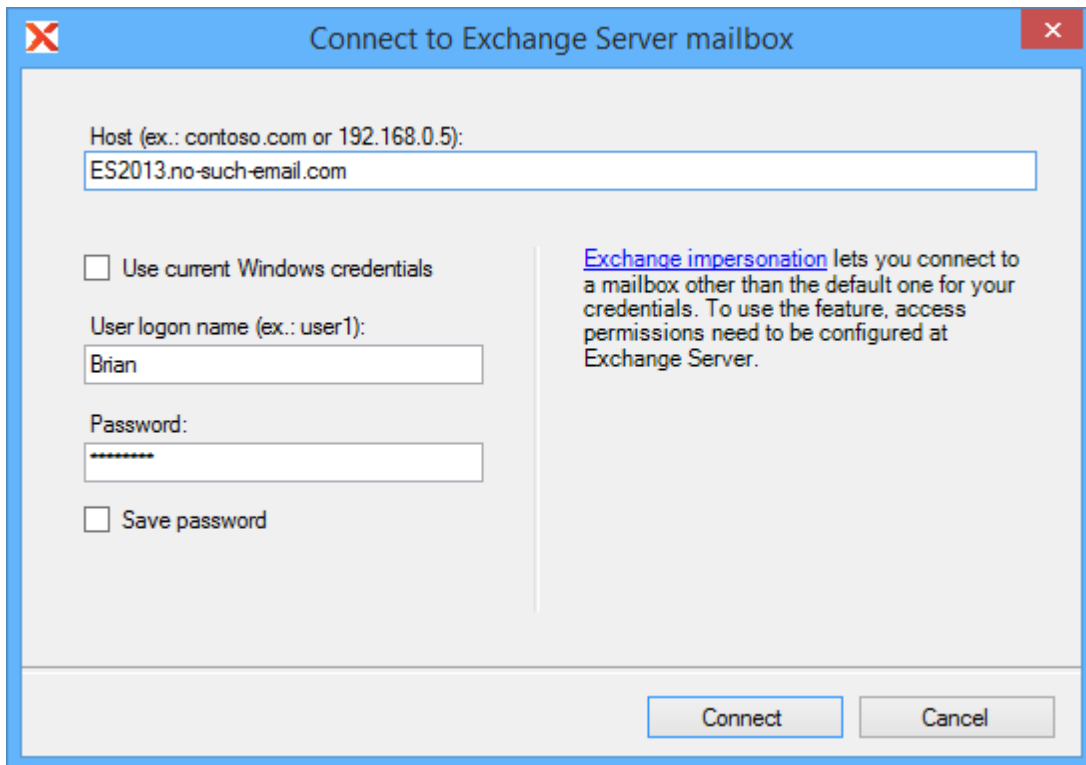 Connect to Exchange Server mailbox
Host (ex.: contoso.com or 192.168.0.5):
ES2013.no-such-email.com
Use current Windows credentials
User logon name (ex.: user1):
Brian
Password:
********
Save password
Exchange impersonation lets you connect to
a mailbox other than the default one for your
credentials. To use the feature, access
permissions need to be configured at
Exchange Server.
Connect
Cancel